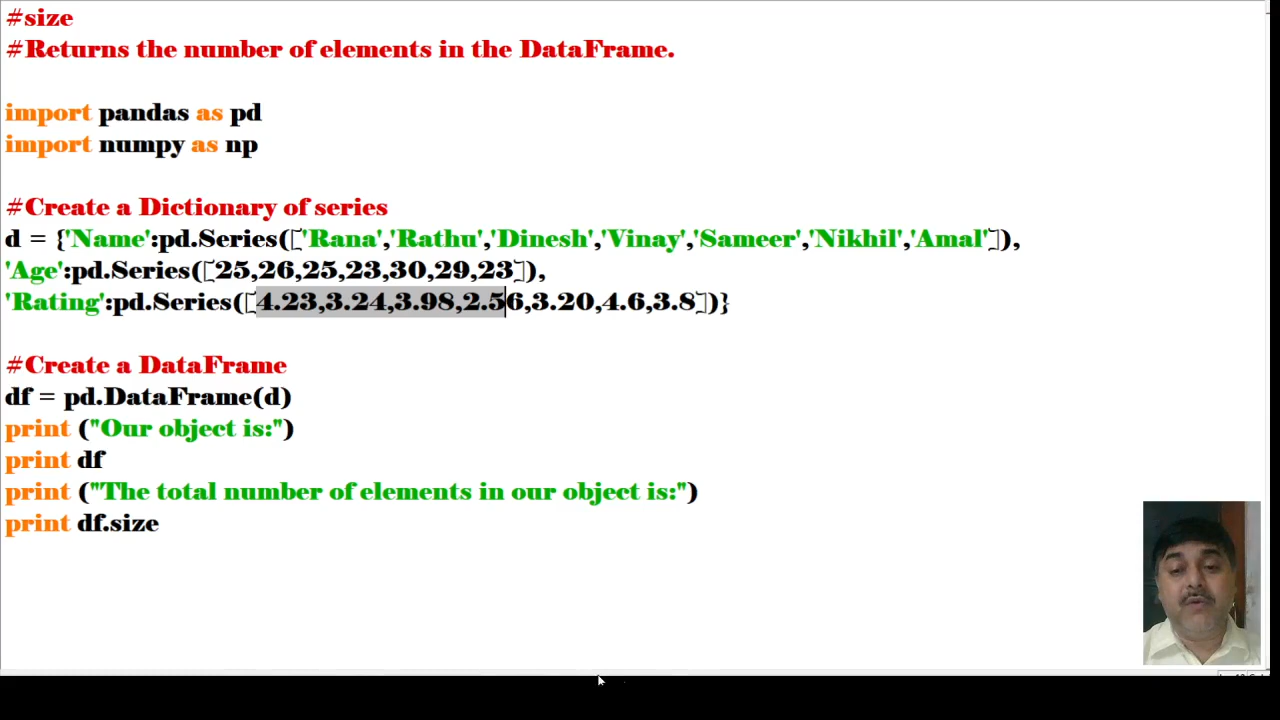 #size
#Returns the number of elements in the DataFrame.
import pandas as pd
import numpy as np
#Create a Dictionary of series
d = {'Name':pd.Series(['Rana','Rathu','Dinesh','Vinay','Sameer','Nikhil','Amal']),
'Age':pd.Series([25,26,25,23,30,29,23]),
'Rating':pd.Series([4.23,3.24,3.98,2.56,3.20,4.6,3.8])}
#Create a DataFrame
df = pd.DataFrame(d)
print ("Our object is:")
print df
print ("The total number of elements in our object is:")
print df.size